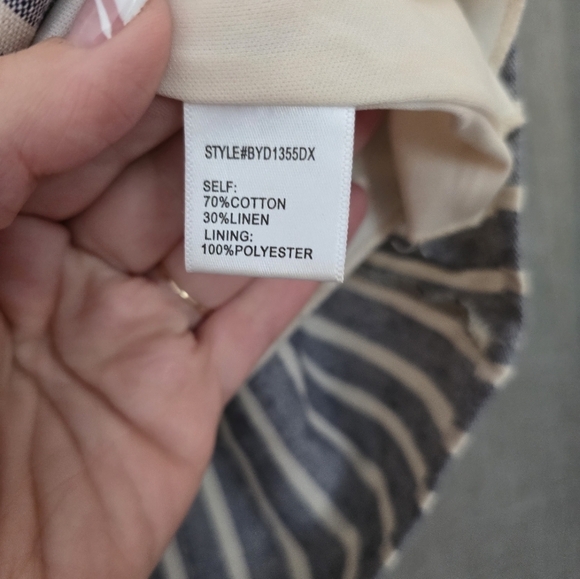 STYLE#BYD1355DX
SELF:
70%COTTON
30%LINEN
LINING:
100%POLYESTER